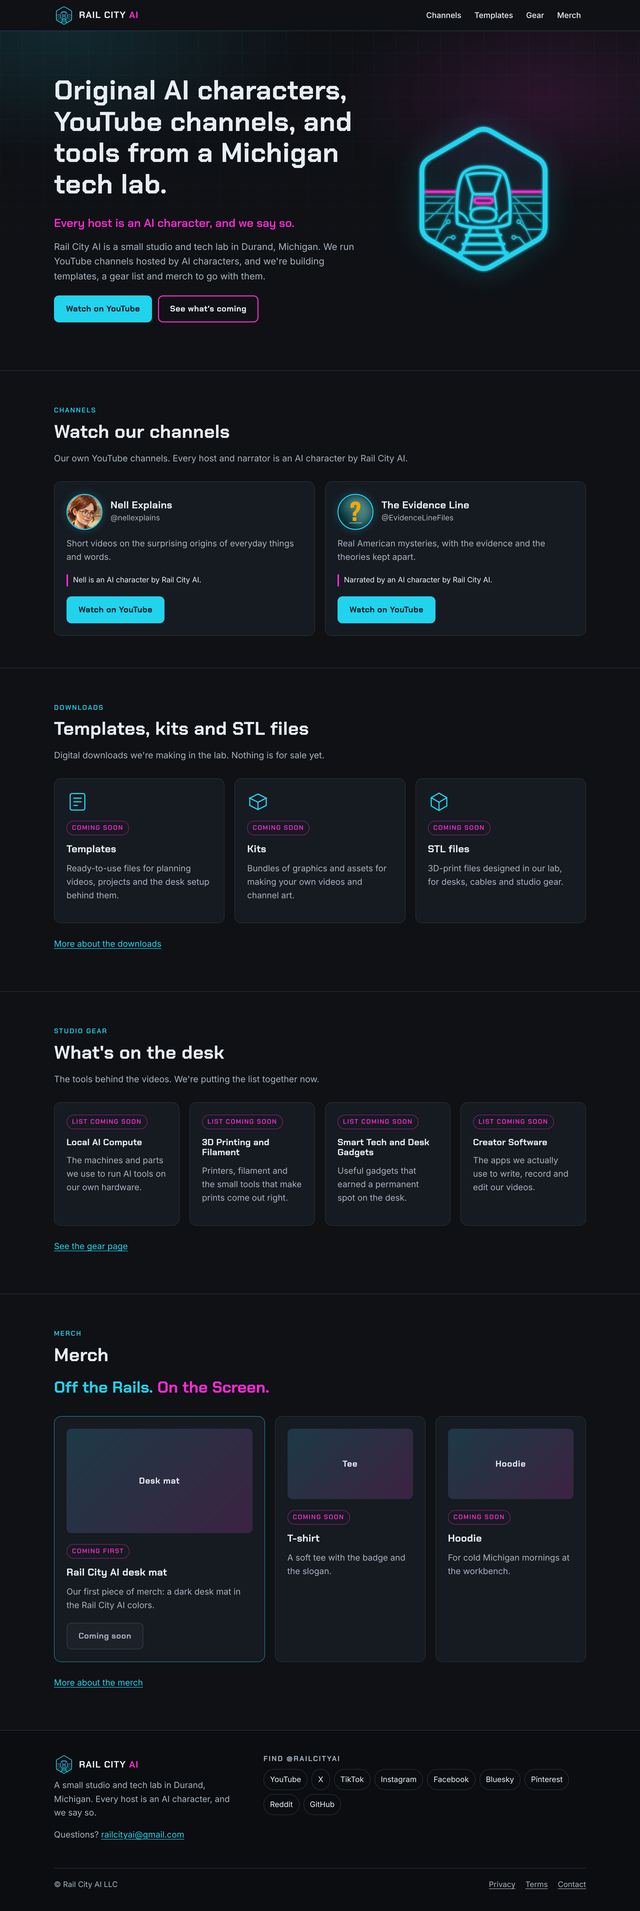 RAIL CITY AI
Channels
Templates
Gear
Merch
Original AI characters,
YouTube channels, and
tools from a Michigan
tech lab.
Every host is an AI character, and we say so.
Rail City AI is a small studio and tech lab in Durand, Michigan. We run
YouTube channels hosted by AI characters, and we're building
templates, a gear list and merch to go with them.
Watch on YouTube
See what's coming
CHANNELS
Watch our channels
Our own YouTube channels. Every host and narrator is an AI character by Rail City AI.
Nell Explains
@nellexplains
Short videos on the surprising origins of everyday things
and words.
Nell is an AI character by Rail City AI.
Watch on YouTube
The Evidence Line
@EvidenceLineFiles
Real American mysteries, with the evidence and the
theories kept apart.
Narrated by an AI character by Rail City AI.
Watch on YouTube
DOWNLOADS
Templates, kits and STL files
Digital downloads we're making in the lab. Nothing is for sale yet.
COMING SOON
Templates
Ready-to-use files for planning
videos, projects and the desk setup
behind them.
COMING SOON
Kits
Bundles of graphics and assets for
making your own videos and
channel art.
COMING SOON
STL files
3D-print files designed in our lab,
for desks, cables and studio gear.
More about the downloads
STUDIO GEAR
What's on the desk
The tools behind the videos. We're putting the list together now.
LIST COMING SOON
Local AI Compute
The machines and parts
we use to run AI tools on
our own hardware.
LIST COMING SOON
3D Printing and
Filament
Printers, filament and
the small tools that make
prints come out right.
LIST COMING SOON
Smart Tech and Desk
Gadgets
Useful gadgets that
earned a permanent
spot on the desk.
LIST COMING SOON
Creator Software
The apps we actually
use to write, record and
edit our videos.
See the gear page
MERCH
Merch
Off the Rails. On the Screen.
Desk mat
COMING FIRST
Rail City AI desk mat
Our first piece of merch: a dark desk mat in
the Rail City AI colors.
Coming soon
Tee
COMING SOON
T-shirt
A soft tee with the badge and
the slogan.
Hoodie
COMING SOON
Hoodie
For cold Michigan mornings at
the workbench.
More about the merch
RAIL CITY AI
A small studio and tech lab in Durand,
Michigan. Every host is an AI character, and
we say so.
Questions? railcityai@gmail.com
FIND @RAILCITYAI
YouTube
X
TikTok
Instagram
Facebook
Bluesky
Pinterest
Reddit
GitHub
© Rail City AI LLC
Privacy
Terms
Contact